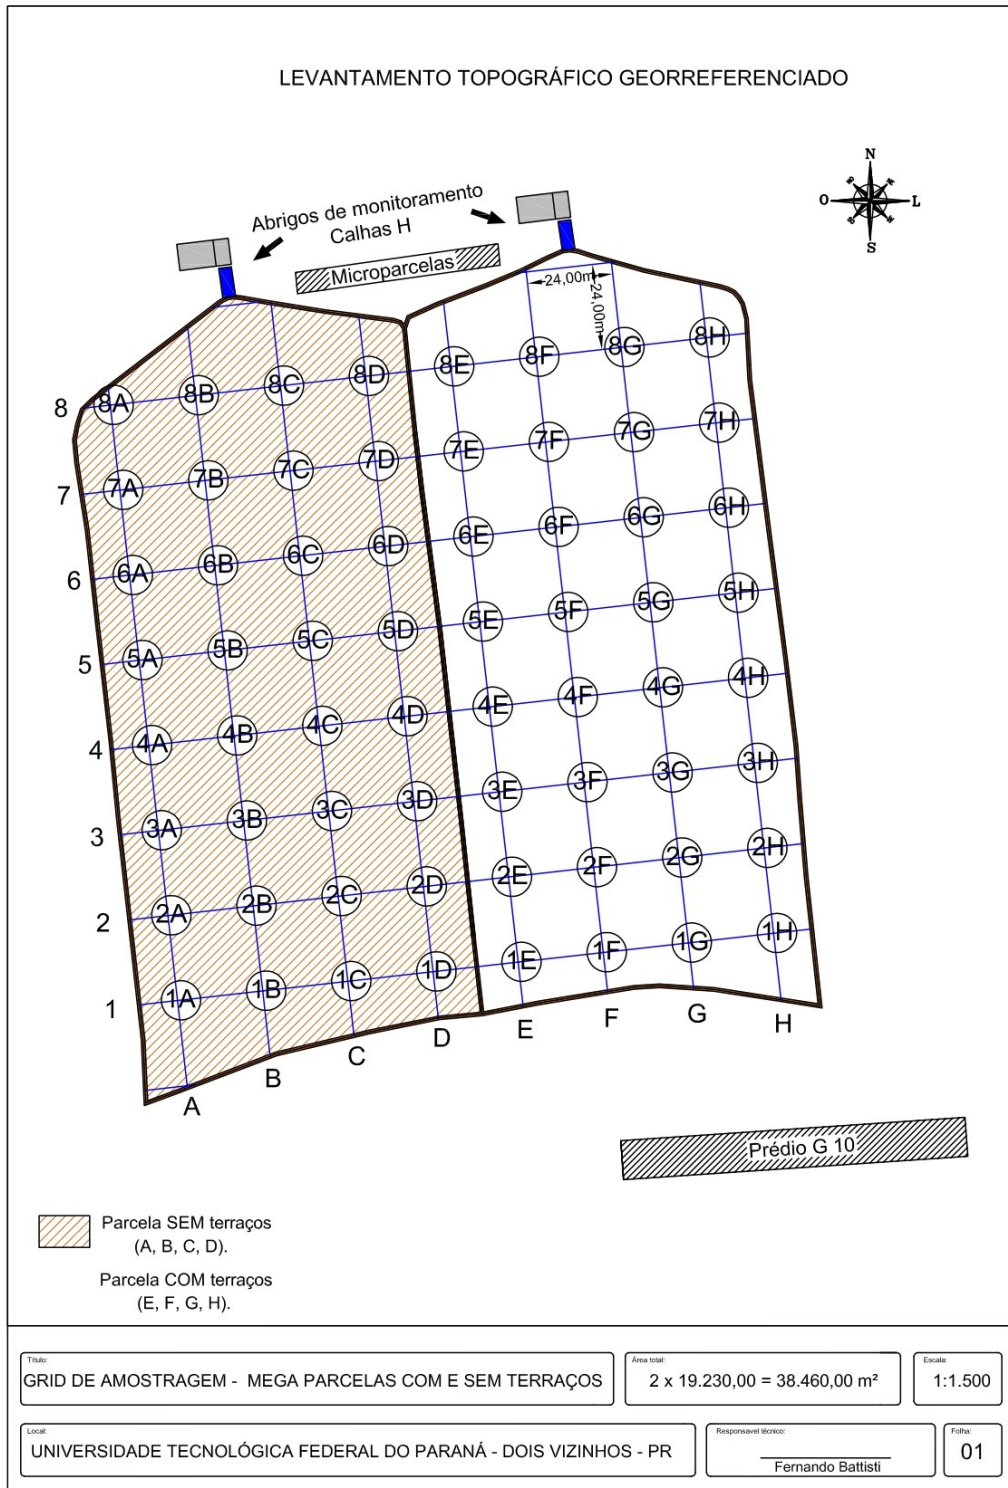 LEVANTAMENTO TOPOGRÁFICO GEORREFERENCIADO
N
O
L
S
Abrigos de monitoramento
Calhas H
Microparcelas
24,00m
24,00m
8 8A 8B 8C 8D 8E 8F 8G 8H
7 7A 7B 7C 7D 7E 7F 7G 7H
6 6A 6B 6C 6D 6E 6F 6G 6H
5 5A 5B 5C 5D 5E 5F 5G 5H
4 4A 4B 4C 4D 4E 4F 4G 4H
3 3A 3B 3C 3D 3E 3F 3G 3H
2 2A 2B 2C 2D 2E 2F 2G 2H
1 1A 1B 1C 1D 1E 1F 1G 1H
A B C D E F G H
Prédio G 10
Parcela SEM terraços
(A, B, C, D).
Parcela COM terraços
(E, F, G, H).
Título:
GRID DE AMOSTRAGEM - MEGA PARCELAS COM E SEM TERRAÇOS
Área total:
2 x 19.230,00 = 38.460,00 m²
Escala:
1:1.500
Local:
UNIVERSIDADE TECNOLÓGICA FEDERAL DO PARANÁ - DOIS VIZINHOS - PR
Responsavel técnico:
Fernando Battisti
Folha:
01